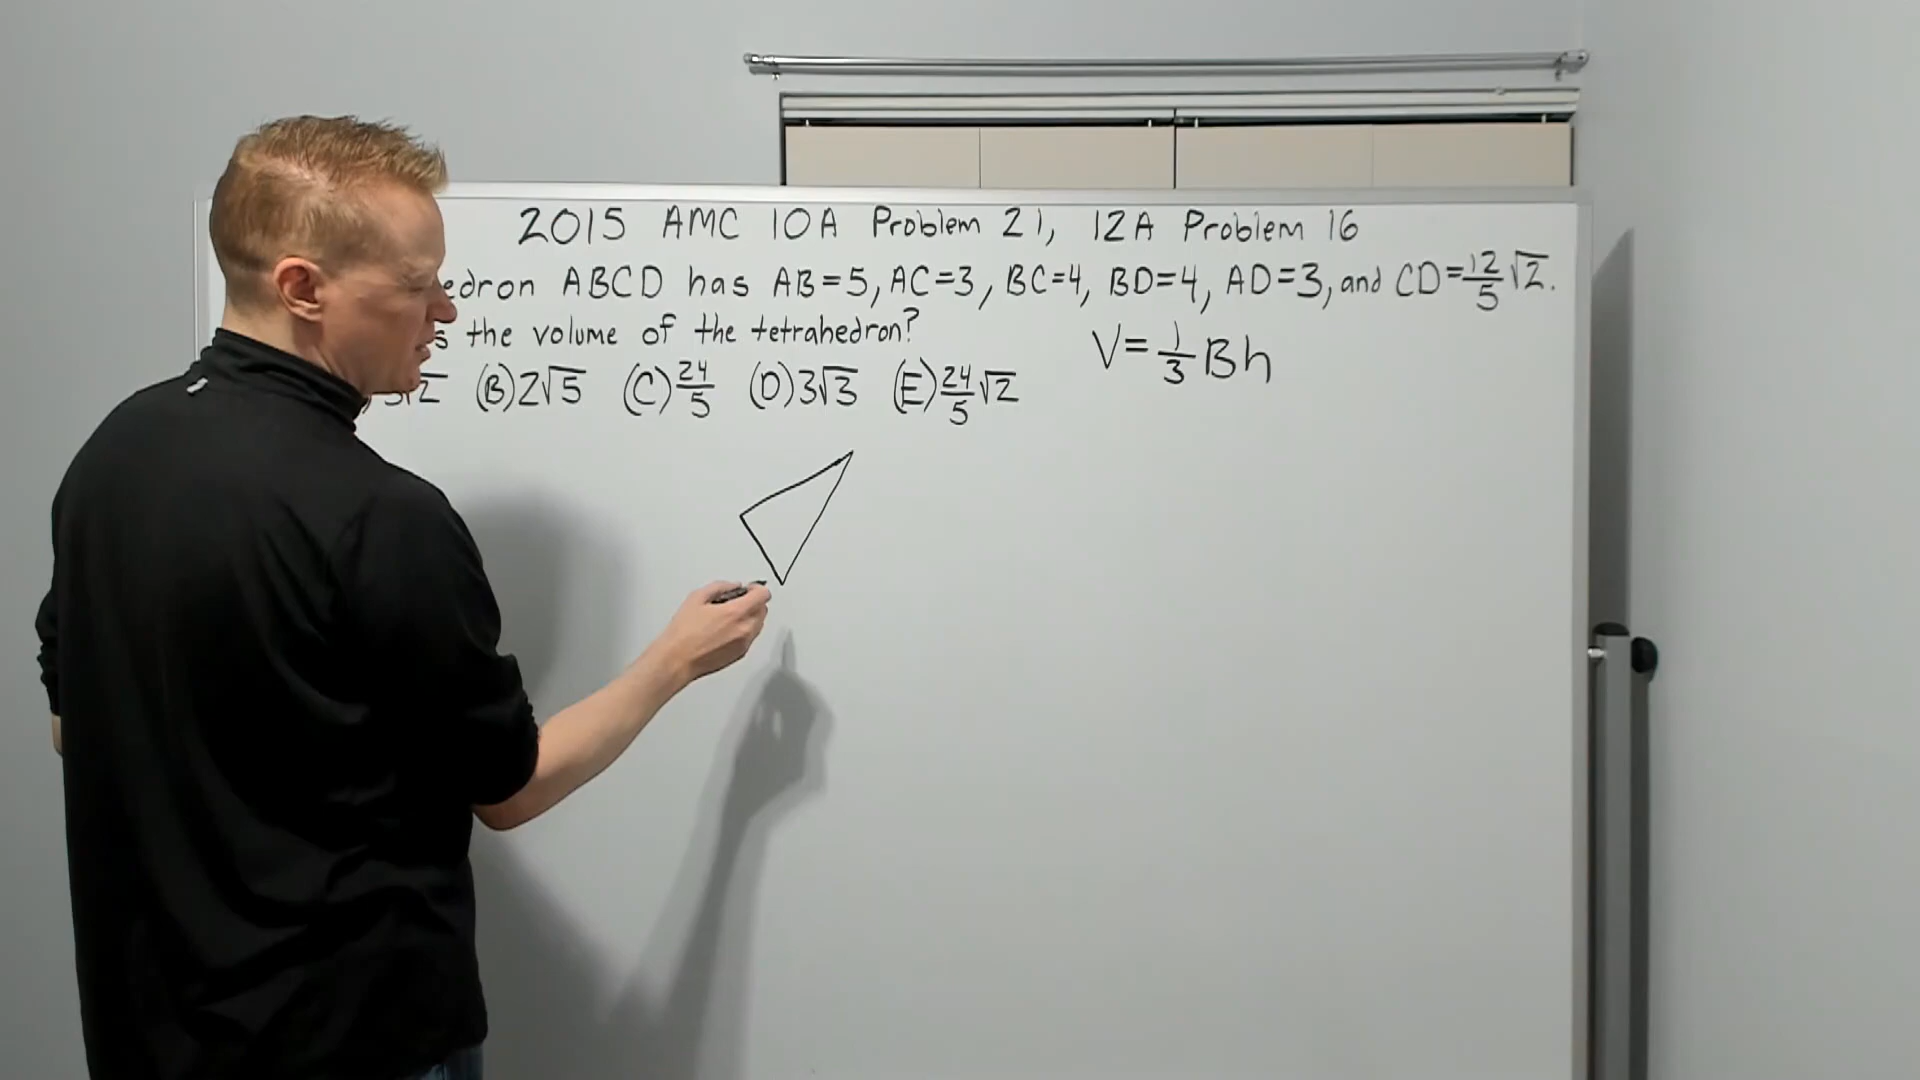 2015 AMC 10A Problem 21, 12A Problem 16
edron ABCD has AB=5, AC=3, BC=4, BD=4, AD=3, and CD=12/5√2.
s the volume of the tetrahedron?
V=1/3Bh
√2 (B)2√5 (C)24/5 (D)3√3 (E)24/5√2